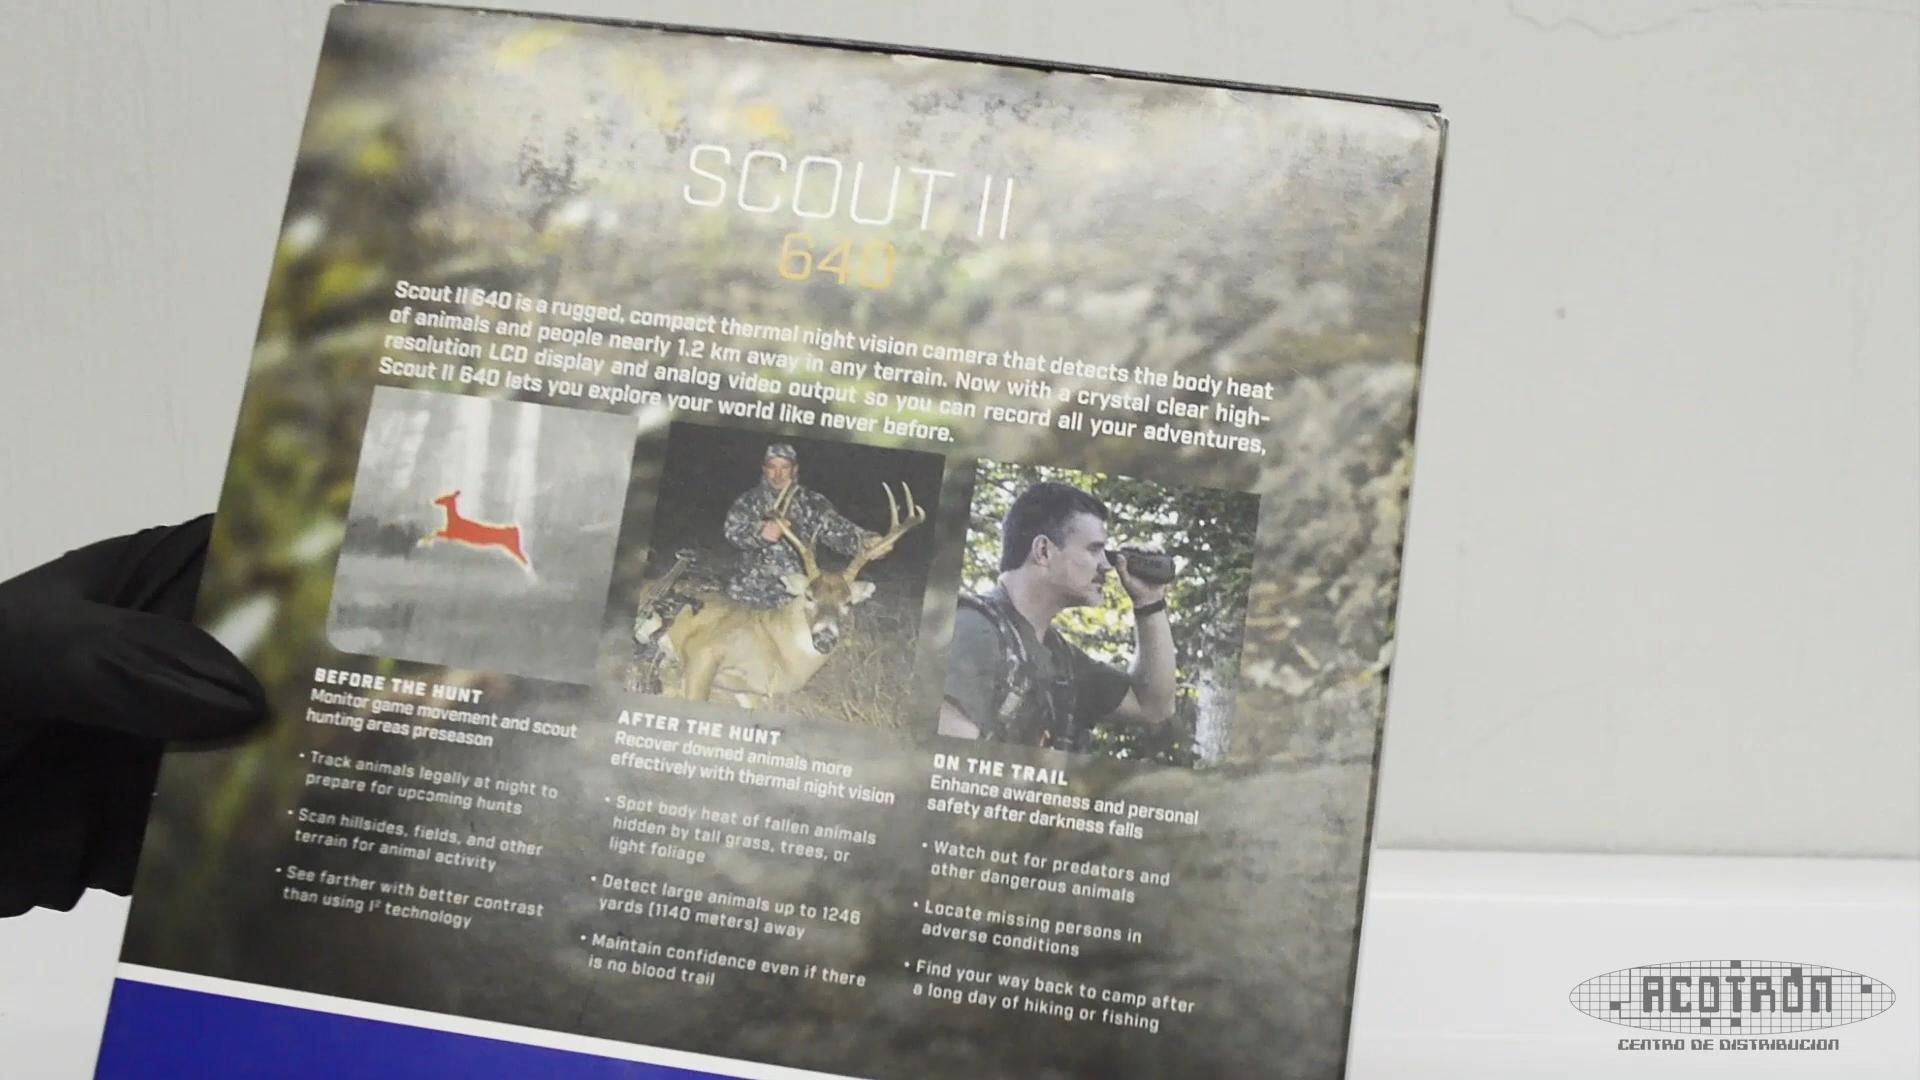 SCOUT II
640
Scout II 640 is a rugged, compact thermal night vision camera that detects the body heat
of animals and people nearly 1.2 km away in any terrain. Now with a crystal clear high-
resolution LCD display and analog video output so you can record all your adventures,
Scout II 640 lets you explore your world like never before.
BEFORE THE HUNT
Monitor game movement and scout
hunting areas preseason
• Track animals legally at night to
prepare for upcoming hunts
• Scan hillsides, fields, and other
terrain for animal activity
• See farther with better contrast
than using I² technology
AFTER THE HUNT
Recover downed animals more
effectively with thermal night vision
• Spot body heat of fallen animals
hidden by tall grass, trees, or
light foliage
• Detect large animals up to 1246
yards (1140 meters) away
• Maintain confidence even if there
is no blood trail
ON THE TRAIL
Enhance awareness and personal
safety after darkness falls
• Watch out for predators and
other dangerous animals
• Locate missing persons in
adverse conditions
• Find your way back to camp after
a long day of hiking or fishing
ACOTRON
CENTRO DE DISTRIBUCION